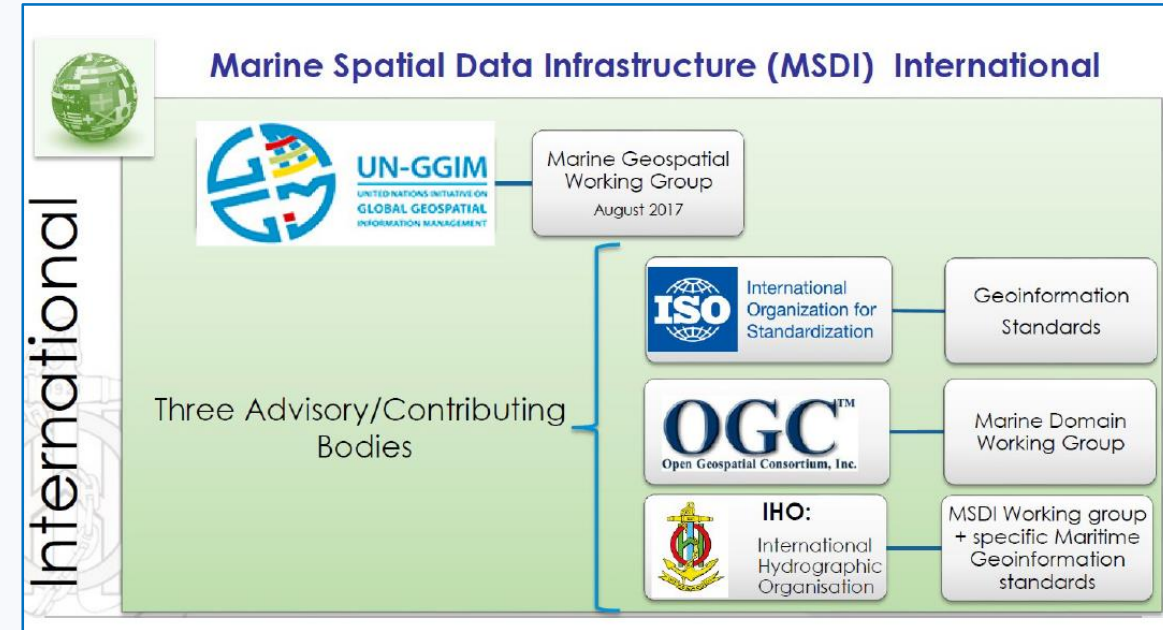 Marine Spatial Data Infrastructure (MSDI) International
International
UN-GGIM
UNITED NATIONS INITIATIVE ON
GLOBAL GEOSPATIAL
INFORMATION MANAGEMENT
Marine Geospatial
Working Group
August 2017
Three Advisory/Contributing
Bodies
ISO
International
Organization for
Standardization
Geoinformation
Standards
OGC™
Open Geospatial Consortium, Inc.
Marine Domain
Working Group
IHO:
International
Hydrographic
Organisation
MSDI Working group
+ specific Maritime
Geoinformation
standards